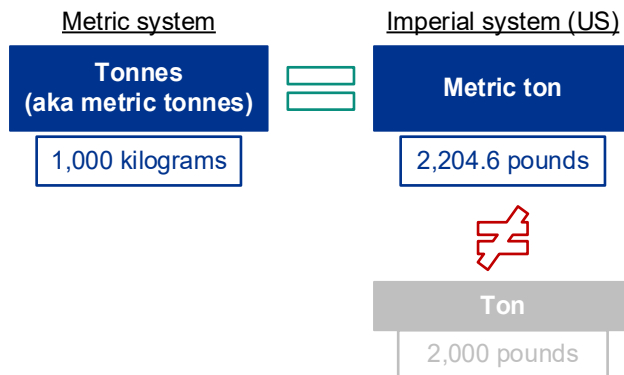 Metric system
Imperial system (US)
Tonnes
(aka metric tonnes)
Metric ton
1,000 kilograms
2,204.6 pounds
≠
Ton
2,000 pounds